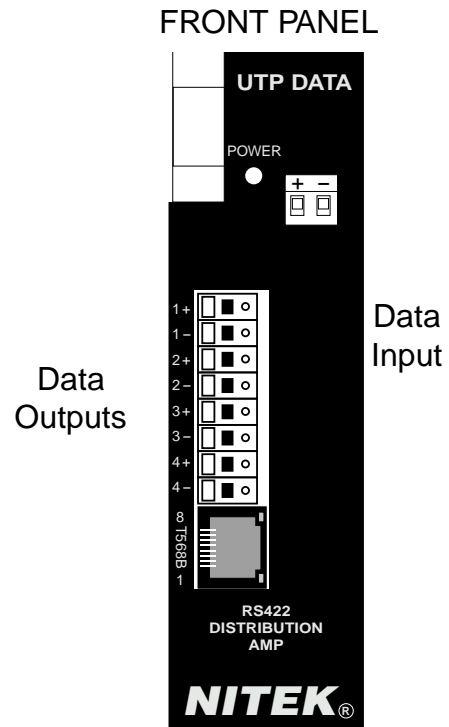 FRONT PANEL
UTP DATA
POWER
+ −
1+
1−
2+
2−
3+
3−
4+
4−
Data
Outputs
Data
Input
8
T568B
1
RS422
DISTRIBUTION
AMP
NITEK®